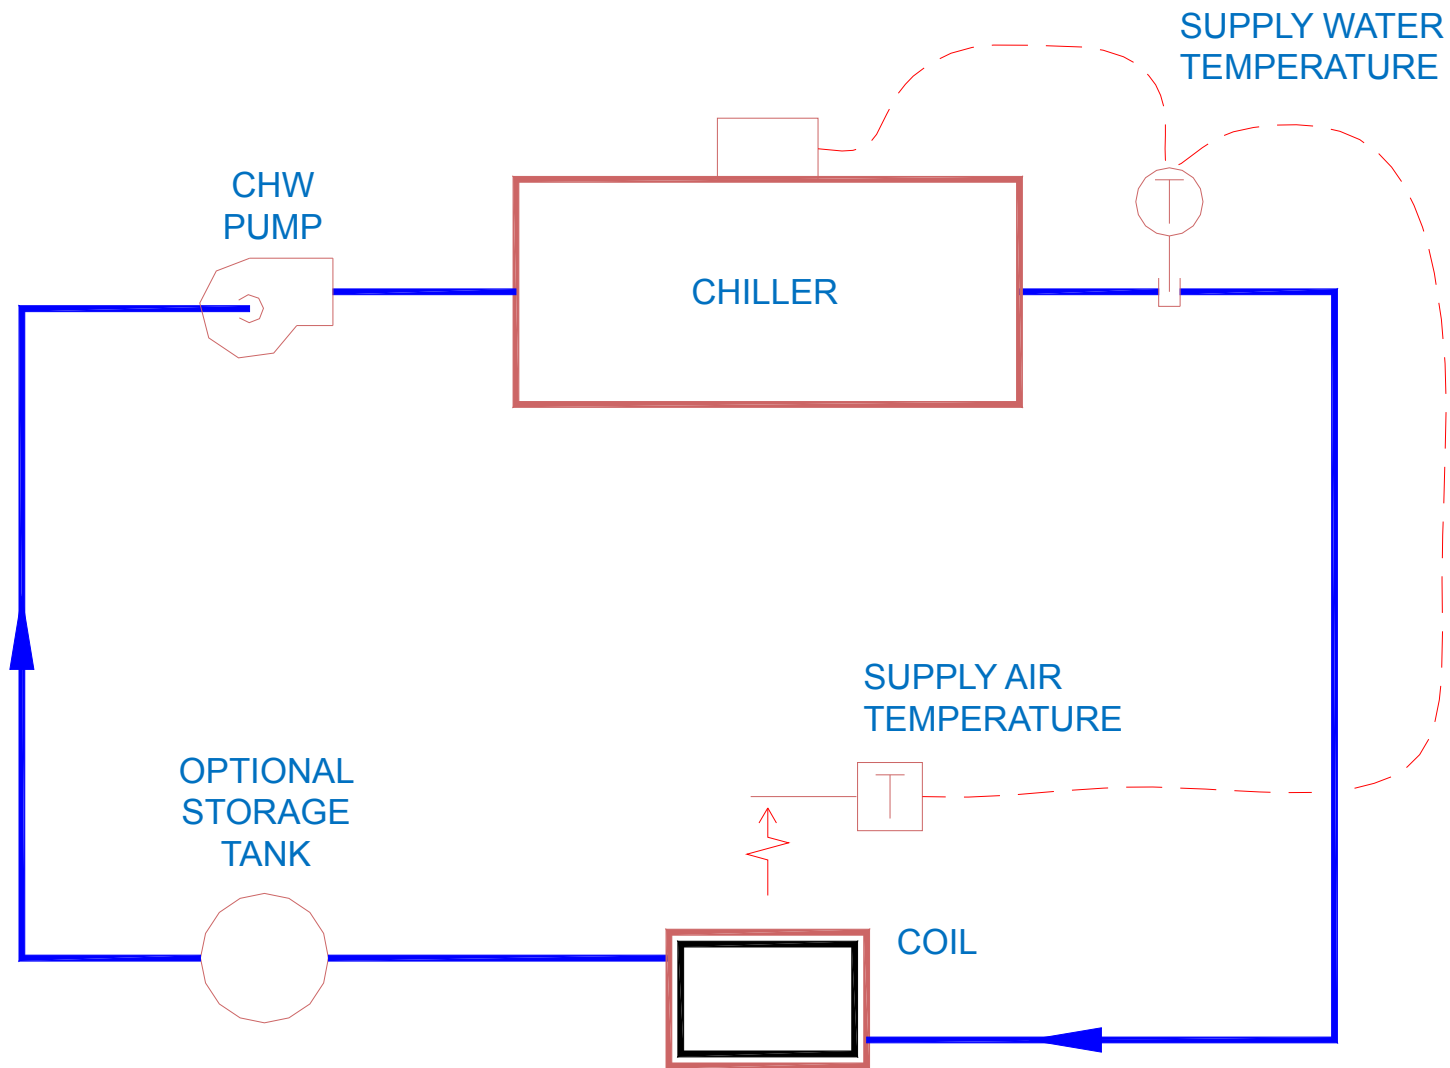 SUPPLY WATER
TEMPERATURE
CHW
PUMP
CHILLER
T
SUPPLY AIR
TEMPERATURE
T
OPTIONAL
STORAGE
TANK
COIL